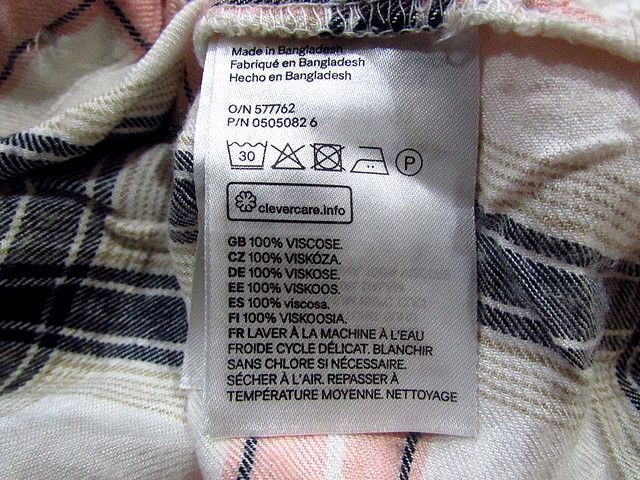 Made in Bangladesh
Fabriqué en Bangladesh
Hecho en Bangladesh
O/N 577762
P/N 0505082 6
30 P
clevercare.info
GB 100% VISCOSE.
CZ 100% VISKÓZA.
DE 100% VISKOSE.
EE 100% VISKOOS.
ES 100% viscosa.
FI 100% VISKOOSIA.
FR LAVER À LA MACHINE À L'EAU
FROIDE CYCLE DÉLICAT. BLANCHIR
SANS CHLORE SI NÉCESSAIRE.
SÉCHER À L'AIR. REPASSER À
TEMPÉRATURE MOYENNE. NETTOYAGE